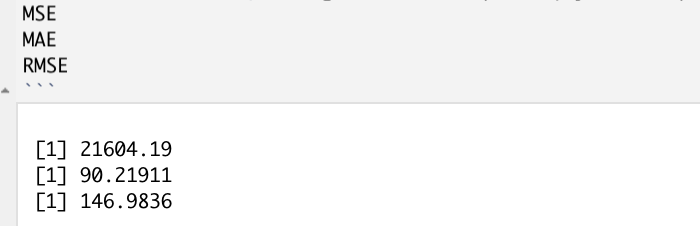 MSE
MAE
RMSE
```
[1] 21604.19
[1] 90.21911
[1] 146.9836